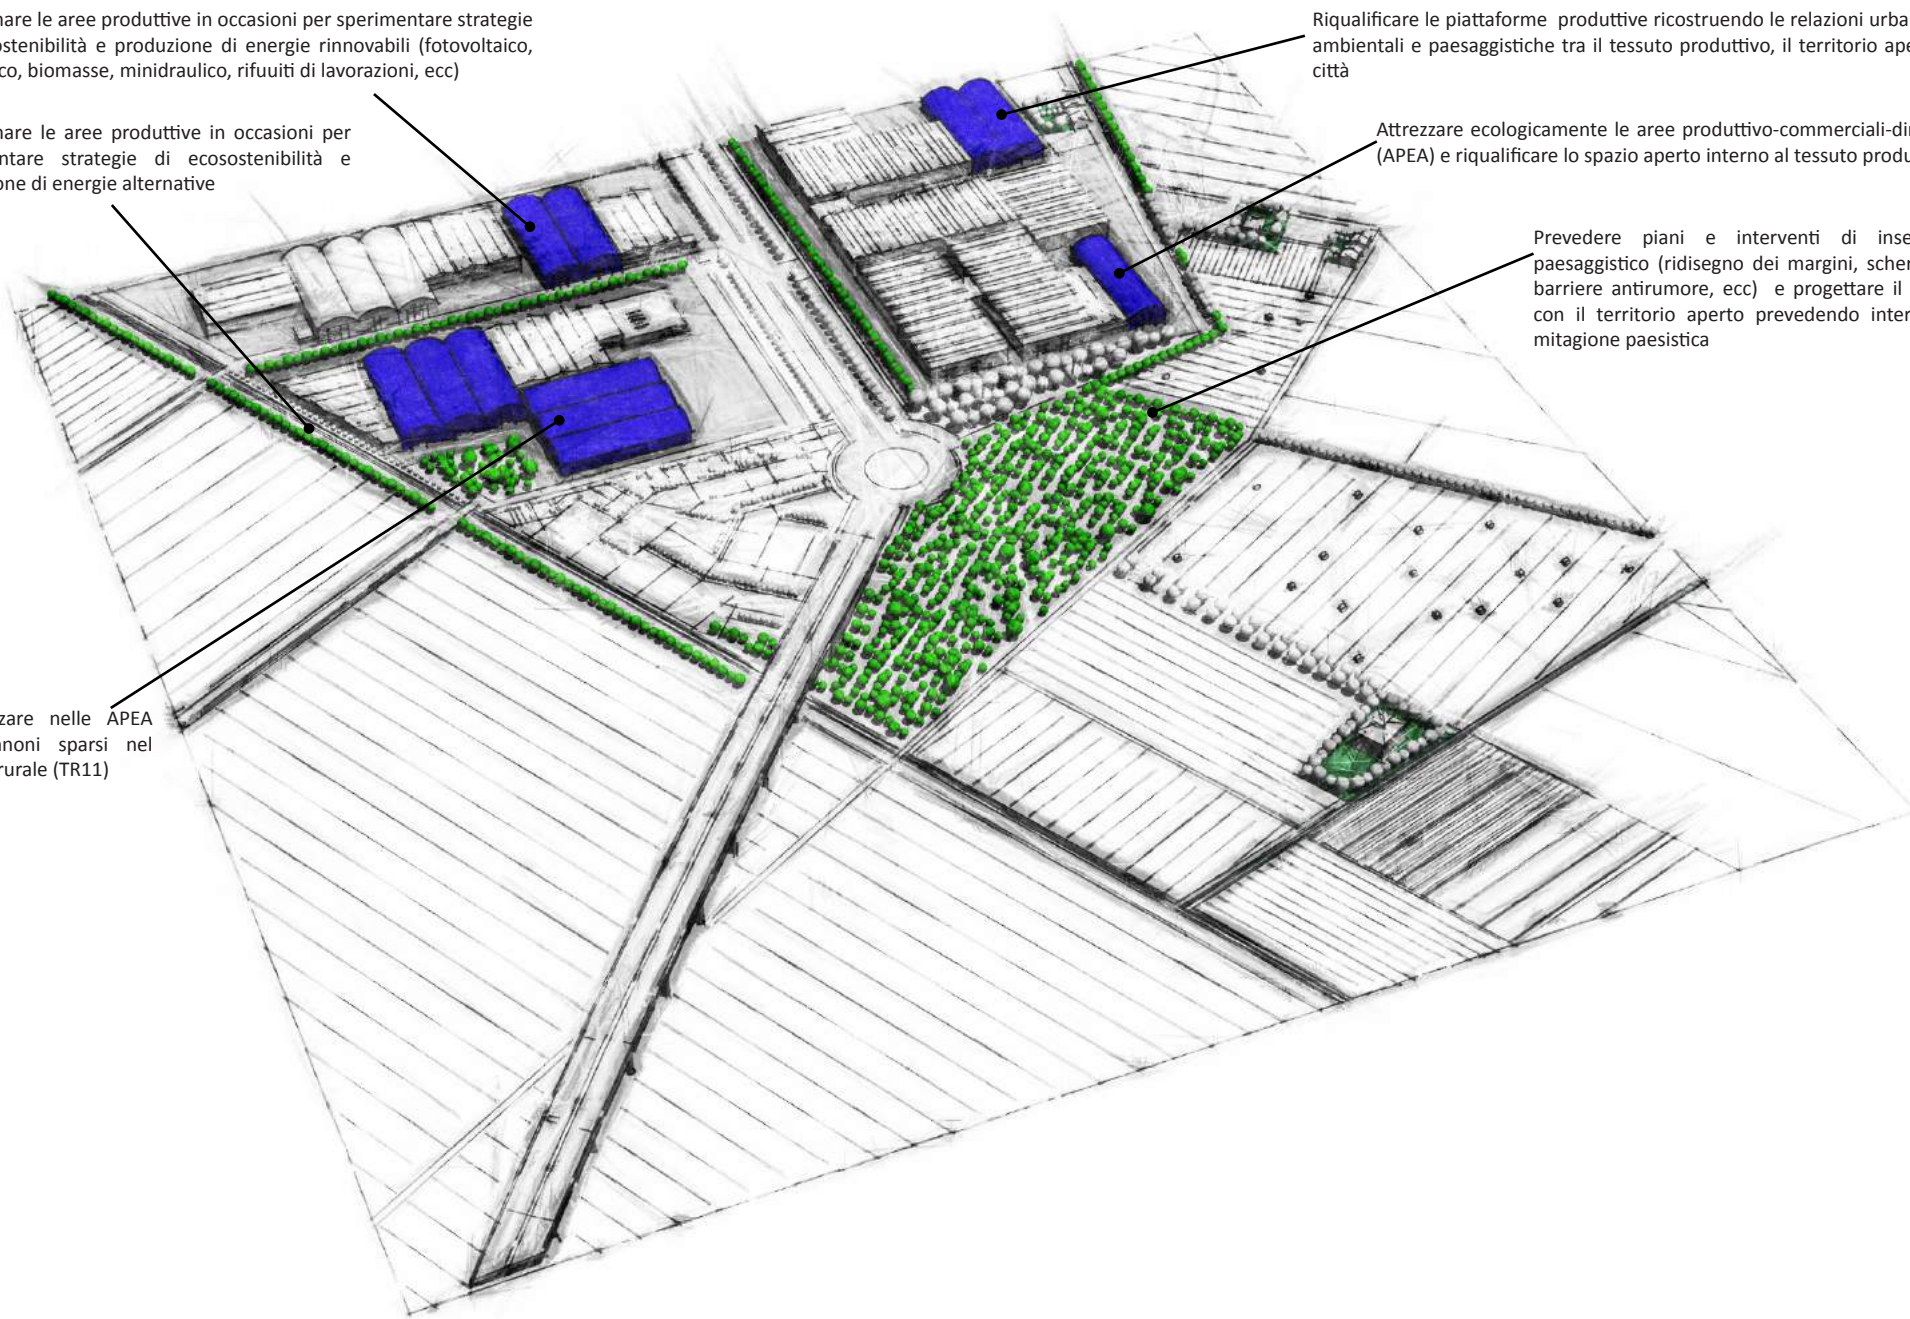 nare le aree produttive in occasioni per sperimentare strategie
ostenibilità e produzione di energie rinnovabili (fotovoltaico,
co, biomasse, minidraulico, rifuuiti di lavorazioni, ecc)
nare le aree produttive in occasioni per
ntare strategie di ecosostenibilità e
one di energie alternative
zzare nelle APEA
nnoni sparsi nel
rurale (TR11)
Riqualificare le piattaforme produttive ricostruendo le relazioni urba
ambientali e paesaggistiche tra il tessuto produttivo, il territorio ape
città
Attrezzare ecologicamente le aree produttivo-commerciali-dir
(APEA) e riqualificare lo spazio aperto interno al tessuto produ
Prevedere piani e interventi di inse
paesaggistico (ridisegno dei margini, scher
barriere antirumore, ecc) e progettare il
con il territorio aperto prevedendo inter
mitagione paesistica